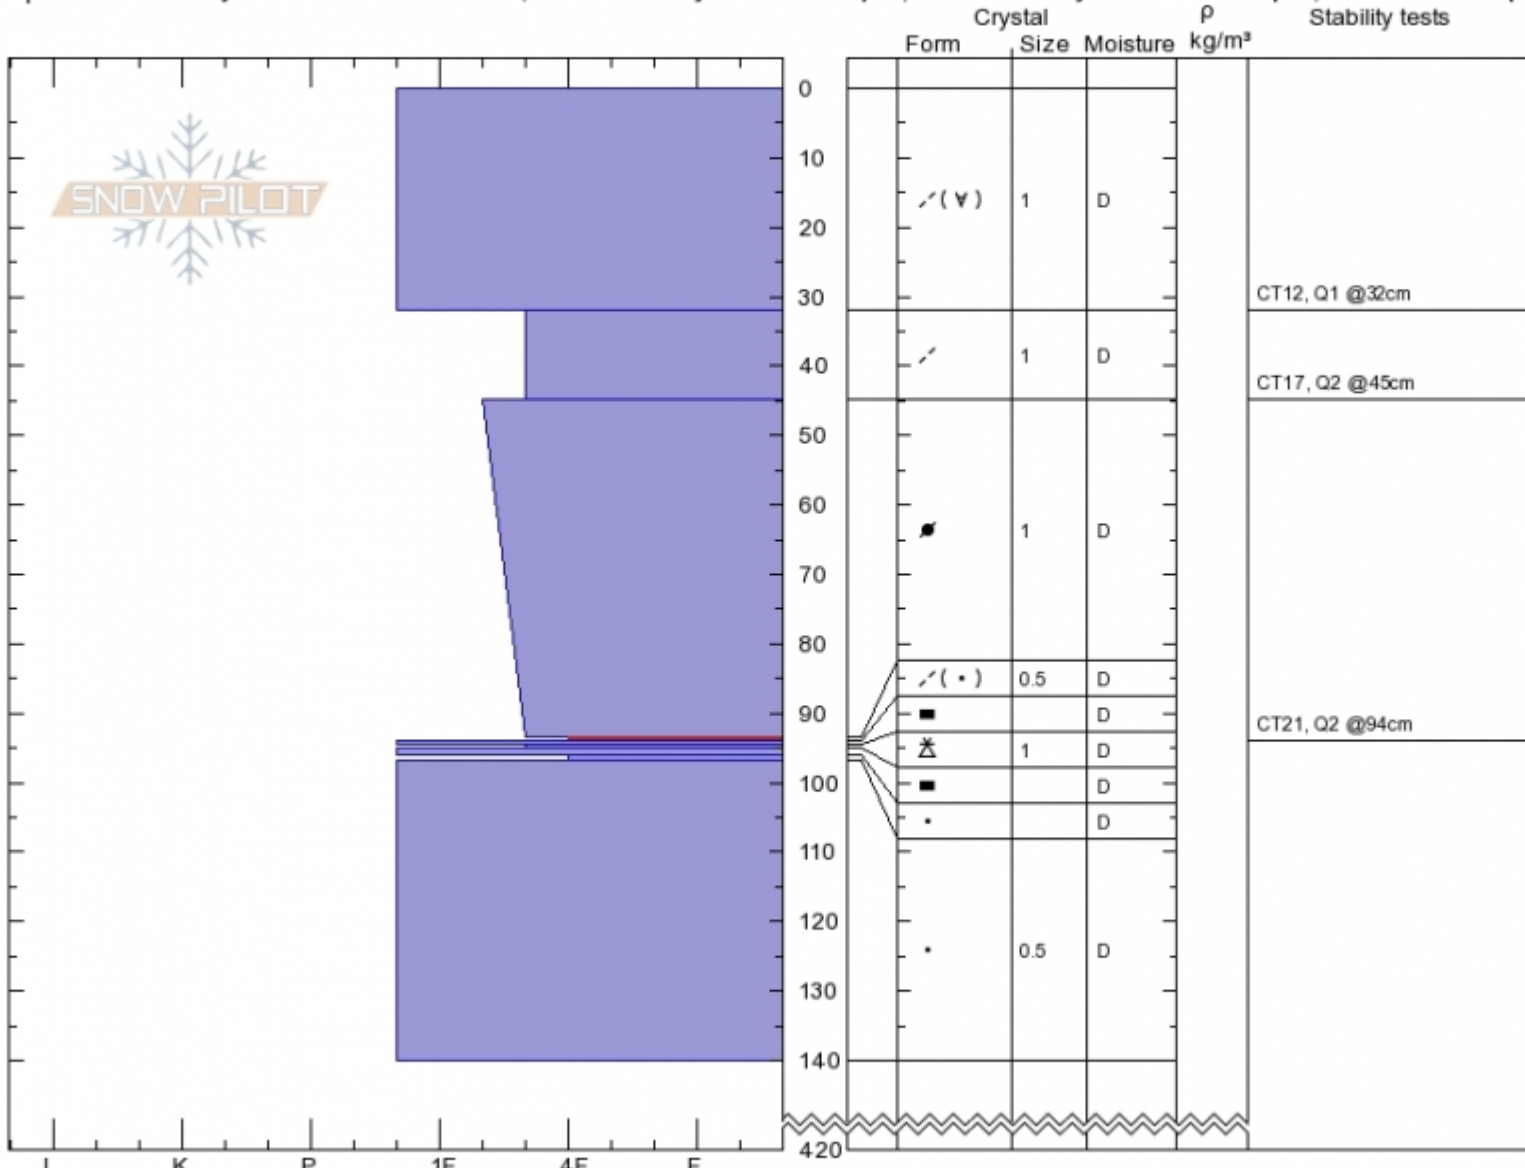 Crystal ρ Stability tests
Form Size Moisture kg/m³
SNOW PILOT
0
10
( ) 1 D
20
30 CT12, Q1 @32cm
40 1 D
CT17, Q2 @45cm
50
60
1 D
70
80
( • ) 0.5 D
90 D CT21, Q2 @94cm
1 D
100 D
D
110
120
0.5 D
130
140
420
I K P 1F 4F F